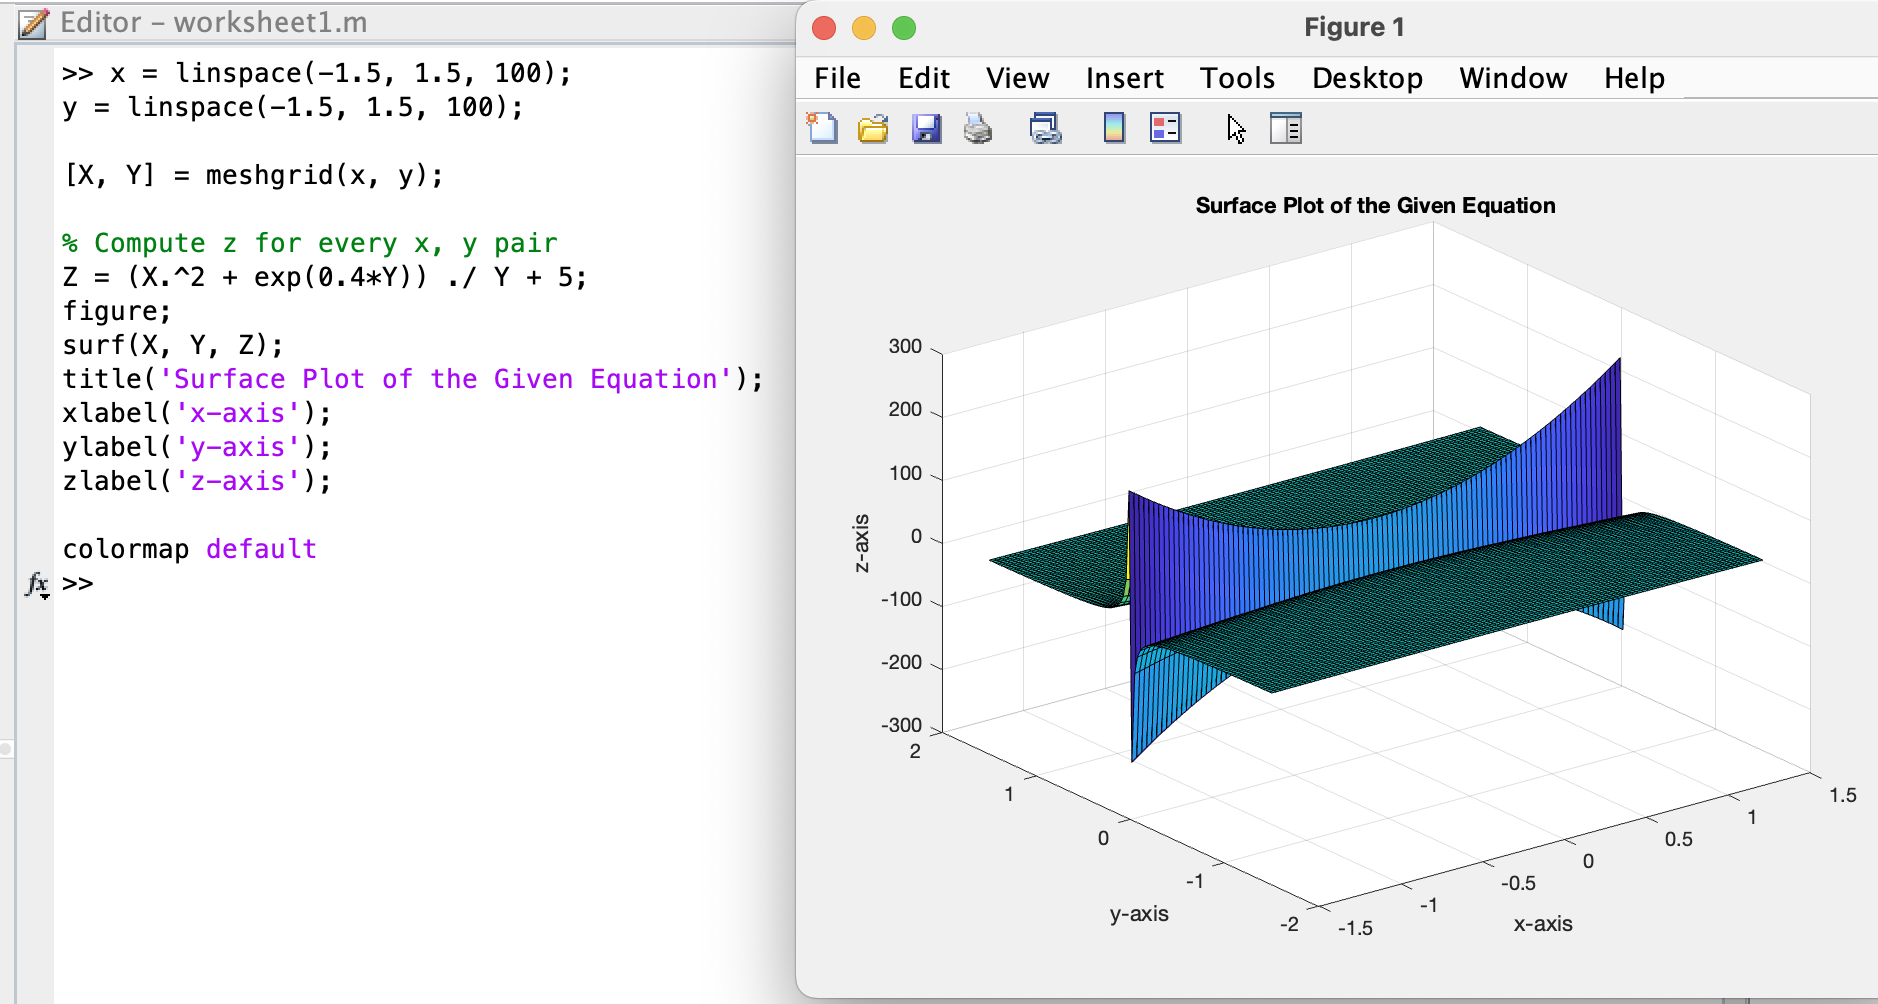 Editor – worksheet1.m
>> x = linspace(-1.5, 1.5, 100);
y = linspace(-1.5, 1.5, 100);
[X, Y] = meshgrid(x, y);
% Compute z for every x, y pair
Z = (X.^2 + exp(0.4*Y)) ./ Y + 5;
figure;
surf(X, Y, Z);
title('Surface Plot of the Given Equation');
xlabel('x-axis');
ylabel('y-axis');
zlabel('z-axis');
colormap default
fx >>
Figure 1
File Edit View Insert Tools Desktop Window Help
Surface Plot of the Given Equation
300
200
100
0
-100
-200
-300
z-axis
2
1
0
-1
-2
y-axis
-1.5
-1
-0.5
0
0.5
1
1.5
x-axis